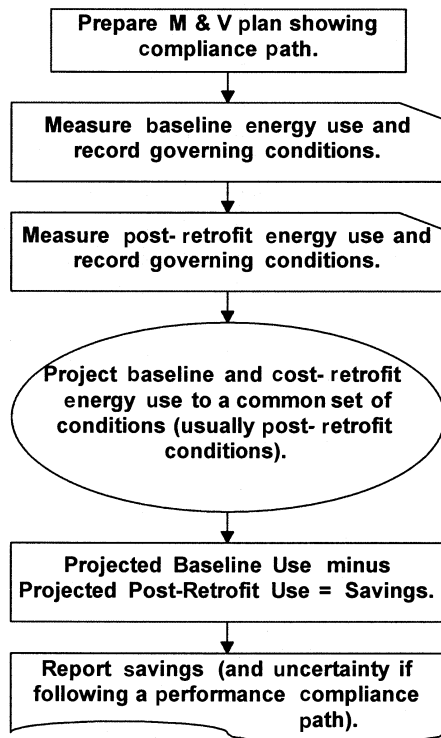 Prepare M & V plan showing
compliance path.
Measure baseline energy use and
record governing conditions.
Measure post- retrofit energy use and
record governing conditions.
Project baseline and cost- retrofit
energy use to a common set of
conditions (usually post- retrofit
conditions).
Projected Baseline Use minus
Projected Post-Retrofit Use = Savings.
Report savings (and uncertainty if
following a performance compliance
path).